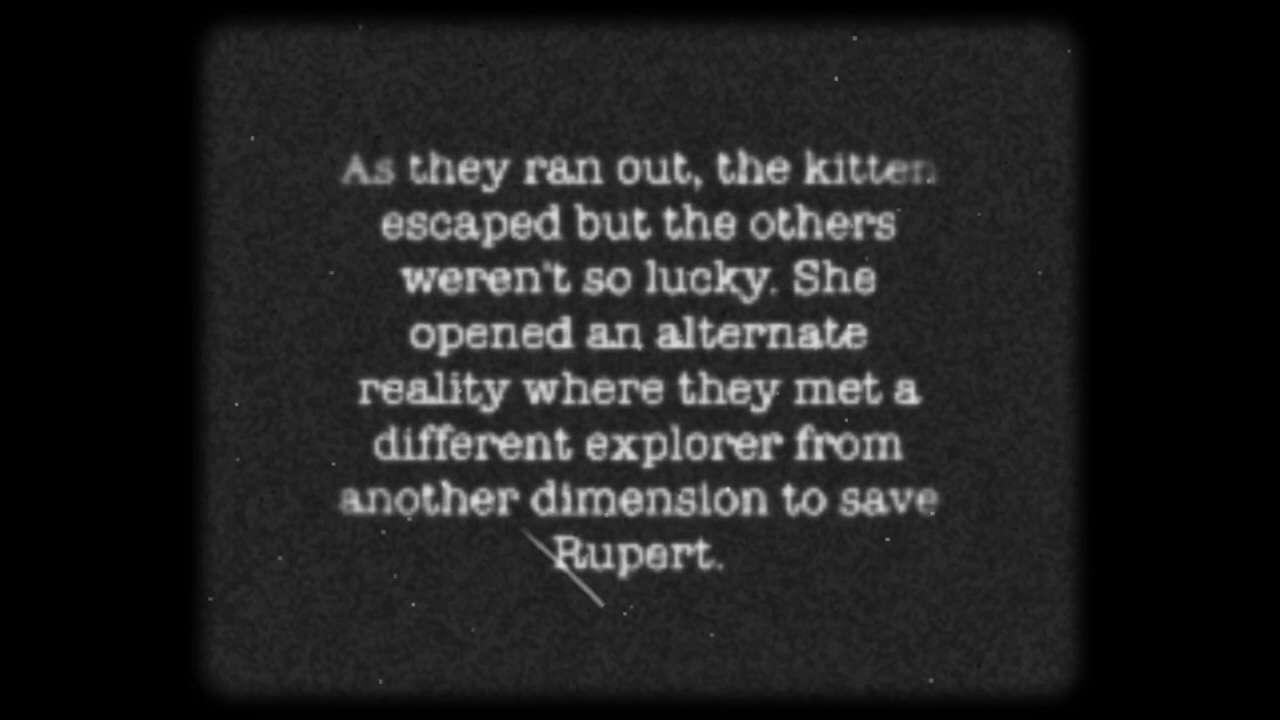 As they ran out, the kitten
escaped but the others
weren't so lucky. She
opened an alternate
reality where they met a
different explorer from
another dimension to save
Rupert.